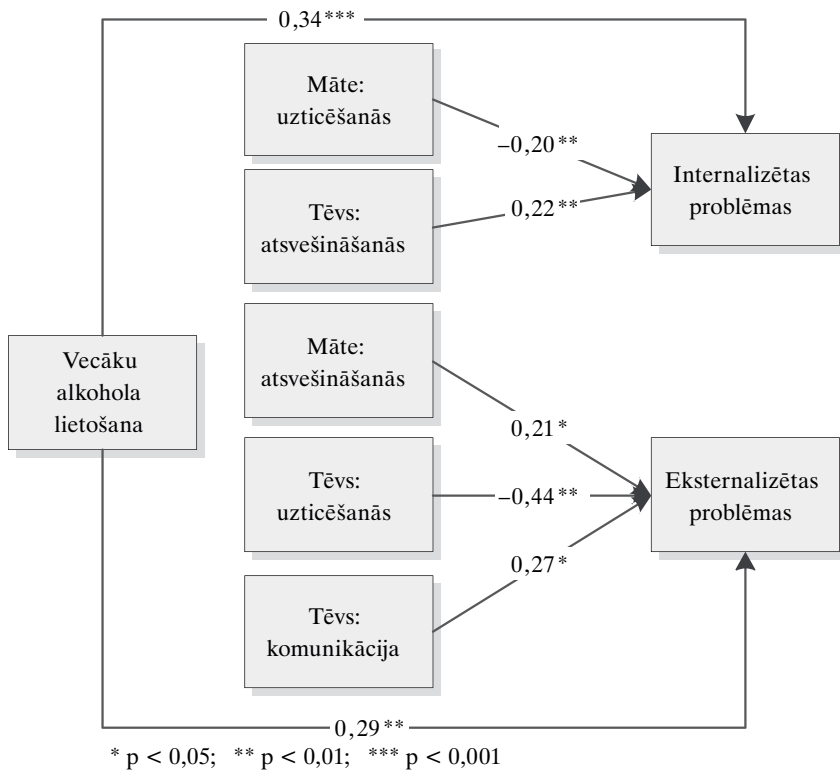 0,34***
Māte:
uzticēšanās
–0,20**
Internalizētas
problēmas
Tēvs:
atsvešināšanās
0,22**
Māte:
atsvešināšanās
Vecāku
alkohola
lietošana
0,21*
Tēvs:
uzticēšanās
–0,44**
Eksternalizētas
problēmas
0,27*
Tēvs:
komunikācija
0,29**
* p < 0,05; ** p < 0,01; *** p < 0,001